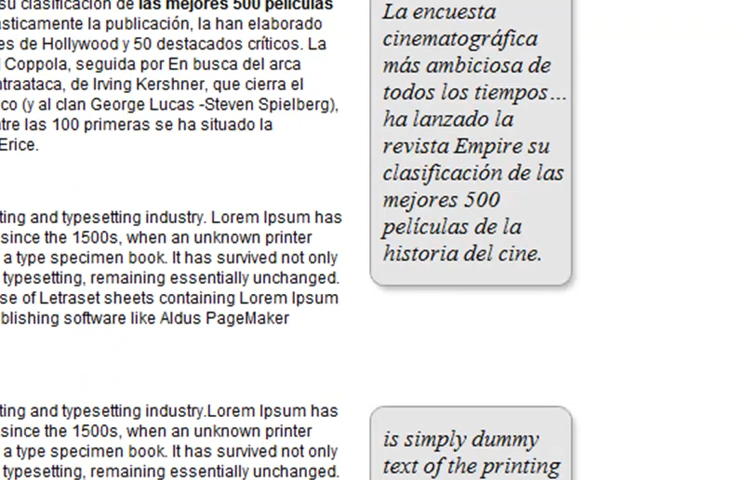 su clasificación de las mejores 500 películas
ásticamente la publicación, la han elaborado
es de Hollywood y 50 destacados críticos. La
l Coppola, seguida por En busca del arca
ntraataca, de Irving Kershner, que cierra el
co (y al clan George Lucas -Steven Spielberg),
tre las 100 primeras se ha situado la
Erice.
ting and typesetting industry. Lorem Ipsum has
since the 1500s, when an unknown printer
a type specimen book. It has survived not only
typesetting, remaining essentially unchanged.
se of Letraset sheets containing Lorem Ipsum
blishing software like Aldus PageMaker
ting and typesetting industry.Lorem Ipsum has
since the 1500s, when an unknown printer
a type specimen book. It has survived not only
typesetting, remaining essentially unchanged.
La encuesta
cinematográfica
más ambiciosa de
todos los tiempos...
ha lanzado la
revista Empire su
clasificación de las
mejores 500
películas de la
historia del cine.
is simply dummy
text of the printing